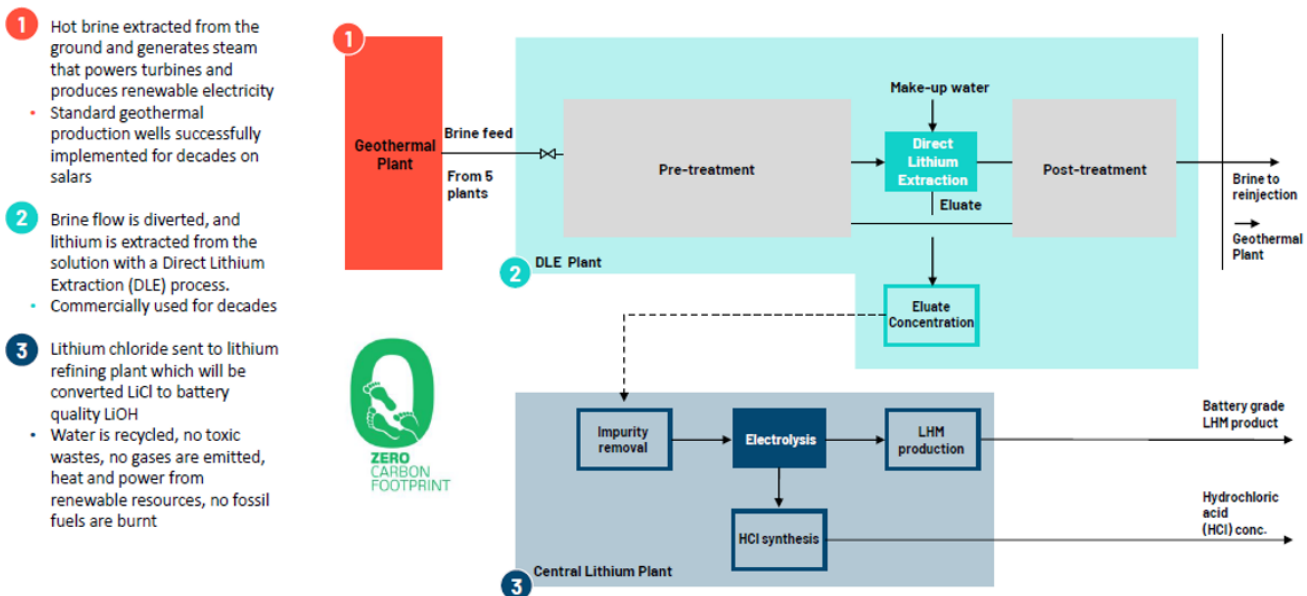 1
Hot brine extracted from the
ground and generates steam
that powers turbines and
produces renewable electricity
• Standard geothermal
production wells successfully
implemented for decades on
salars
2
Brine flow is diverted, and
lithium is extracted from the
solution with a Direct Lithium
Extraction (DLE) process.
• Commercially used for decades
3
Lithium chloride sent to lithium
refining plant which will be
converted LiCl to battery
quality LiOH
• Water is recycled, no toxic
wastes, no gases are emitted,
heat and power from
renewable resources, no fossil
fuels are burnt
ZERO
CARBON
FOOTPRINT
1
Geothermal
Plant
Brine feed
From 5
plants
Pre-treatment
Make-up water
Direct
Lithium
Extraction
Eluate
Post-treatment
Brine to
reinjection
Geothermal
Plant
2
DLE Plant
Eluate
Concentration
Impurity
removal
Electrolysis
LHM
production
Battery grade
LHM product
HCl synthesis
Hydrochloric
acid
(HCl) conc.
3
Central Lithium Plant